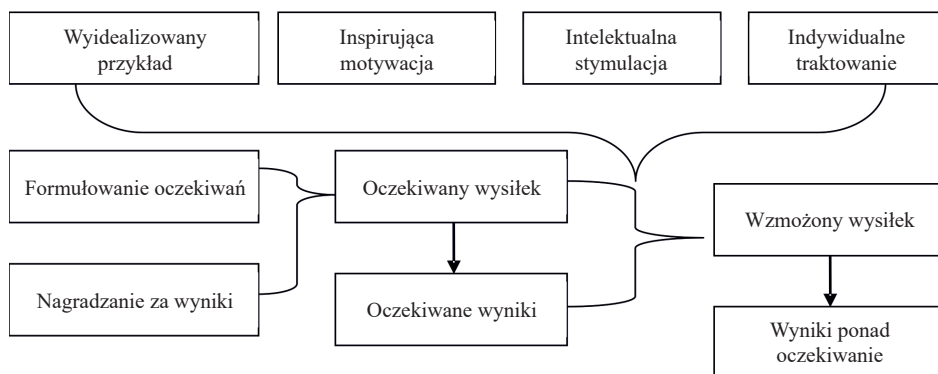 Wyidealizowany
przykład
Inspirująca
motywacja
Intelektualna
stymulacja
Indywidualne
traktowanie
Formułowanie oczekiwań
Oczekiwany wysiłek
Wzmożony wysiłek
Nagradzanie za wyniki
Oczekiwane wyniki
Wyniki ponad
oczekiwanie